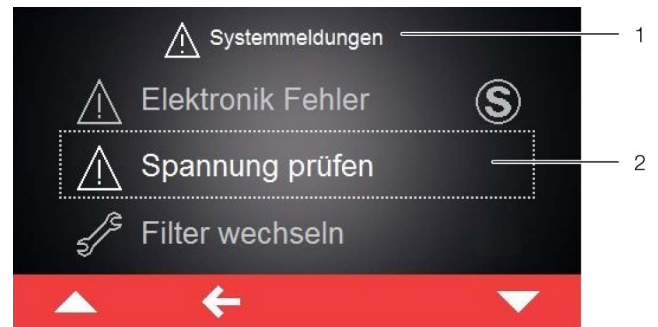 Systemmeldungen 1
Elektronik Fehler S
Spannung prüfen 2
Filter wechseln